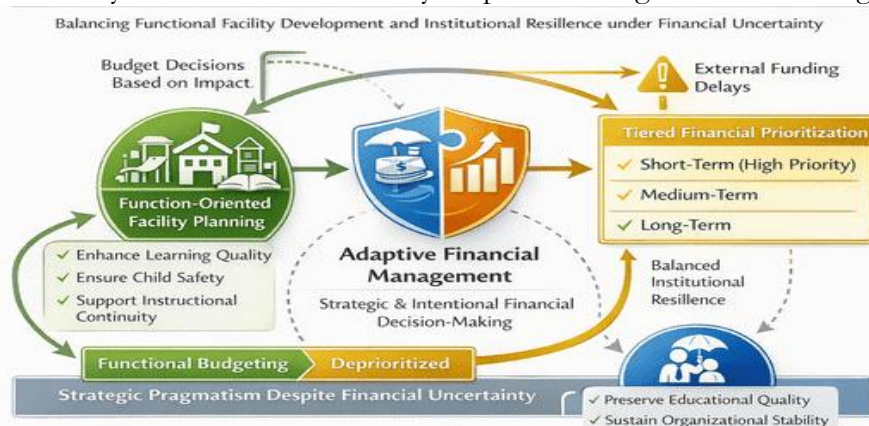 Balancing Functional Facility Development and Institutional Resillence under Financial Uncertainty
Budget Decisions
Based on Impact.
External Funding
Delays
Function-Oriented
Facility Planning
Enhance Learning Quality
Ensure Child Safety
Support Instructional
Continuity
$
Adaptive Financial
Management
Strategic & Intentional Financial
Decision-Making
Tiered Financial Prioritization
Short-Term (High Priority)
Medium-Term
Long-Term
Balanced
Institutional
Resillence
Functional Budgeting
Deprioritized
Strategic Pragmatism Despite Financial Uncertainty
Preserve Educational Quality
Sustain Organizational Stability